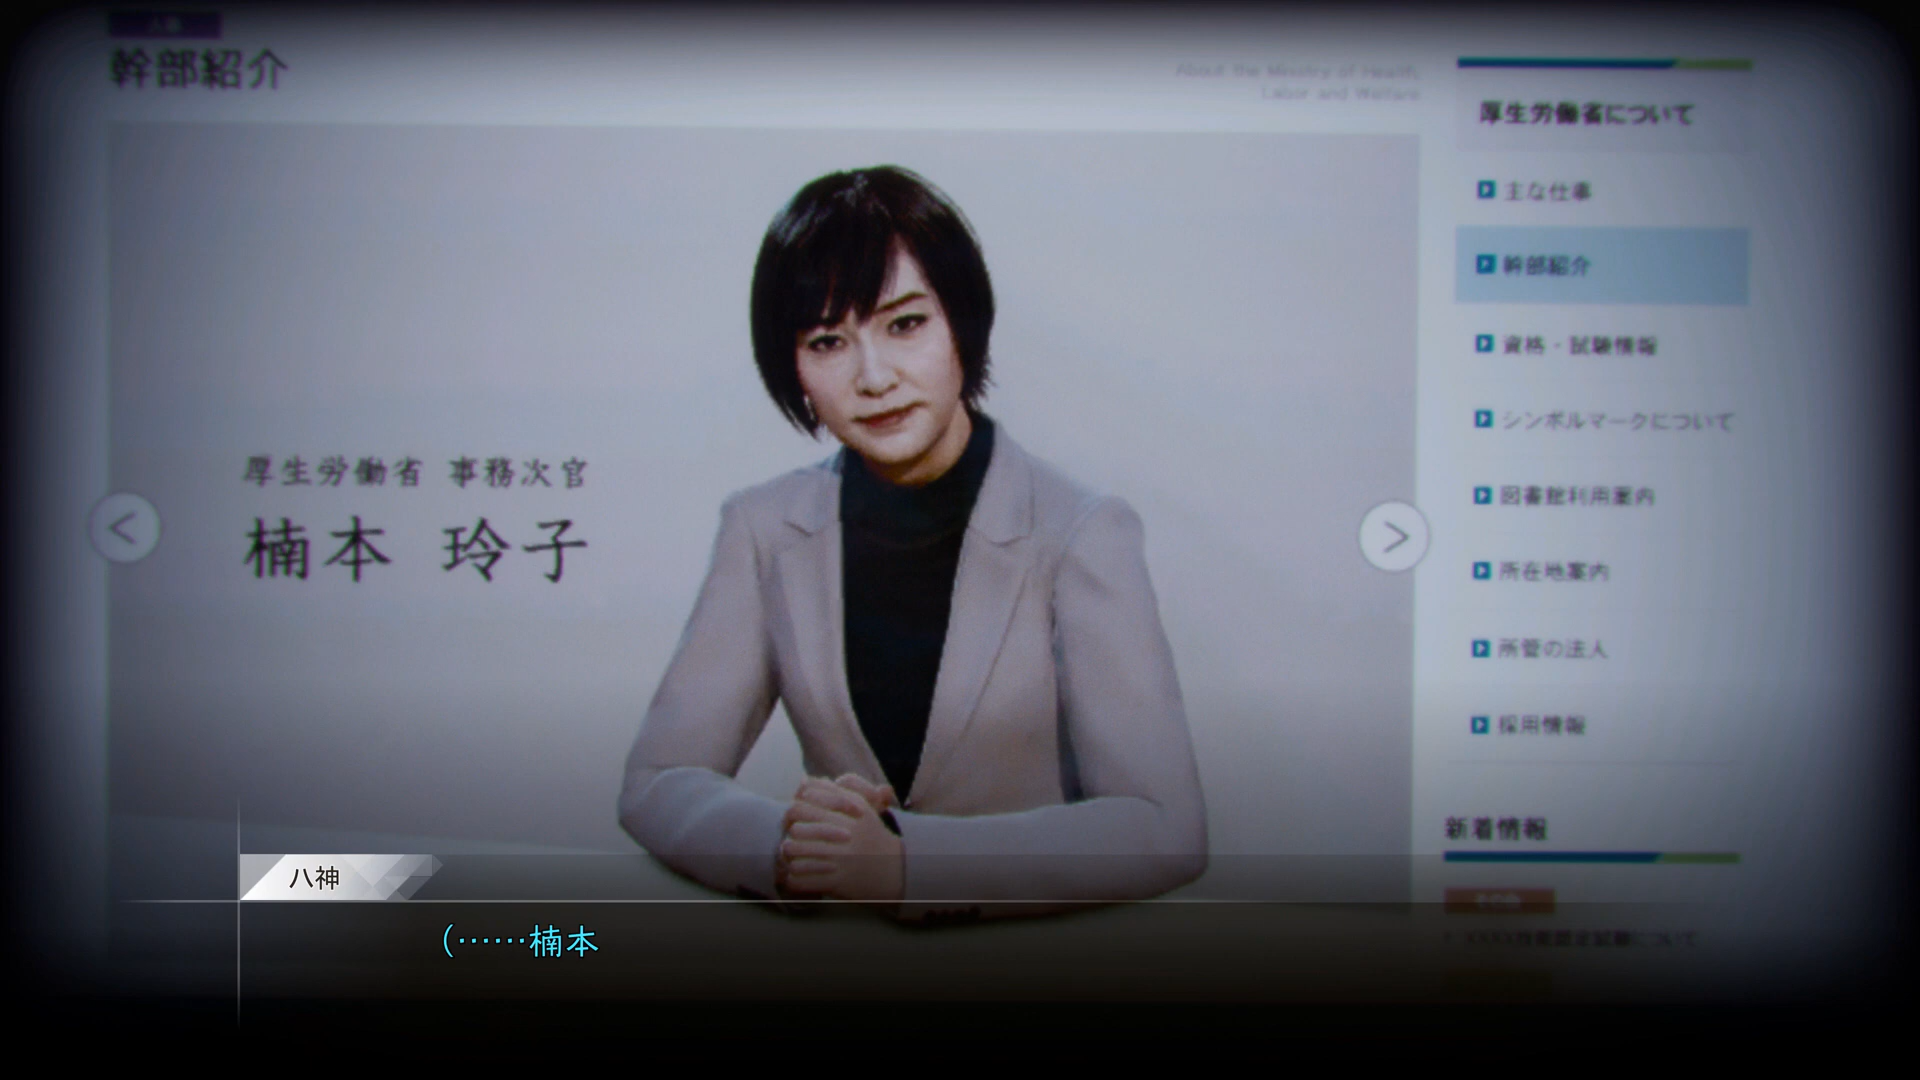 人事
幹部紹介
About the Ministry of Health,
Labor and Welfare
厚生労働省 事務次官
楠本 玲子
厚生労働省について
主な仕事
幹部紹介
資格・試験情報
シンボルマークについて
図書館利用案内
所在地案内
所管の法人
採用情報
新着情報
八神
(……楠本